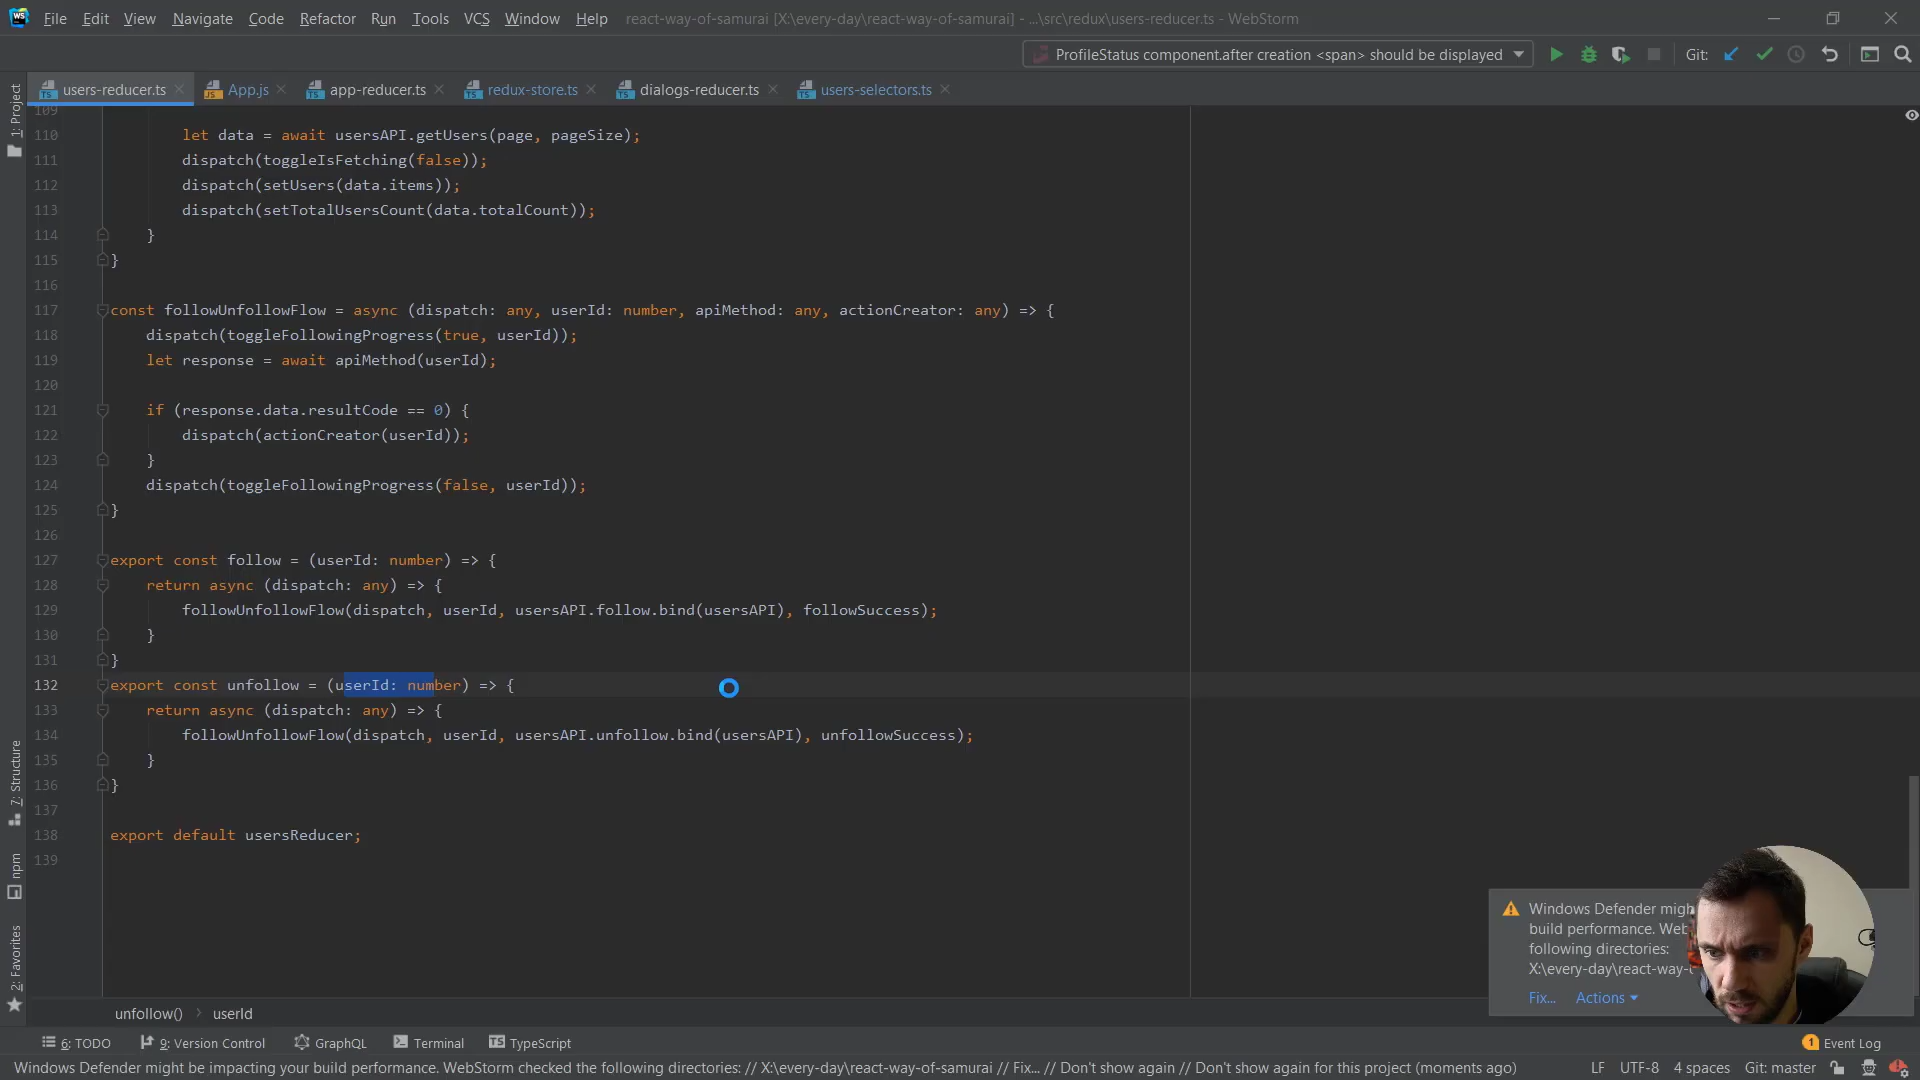 File Edit View Navigate Code Refactor Run Tools VCS Window Help react-way-of-samurai [X:\every-day\react-way-of-samurai] - ...\src\redux\users-reducer.ts - WebStorm
ProfileStatus component.after creation <span> should be displayed Git:
users-reducer.ts App.js app-reducer.ts redux-store.ts dialogs-reducer.ts users-selectors.ts
1: Project
7: Structure
npm
2: Favorites
109
110 let data = await usersAPI.getUsers(page, pageSize);
111 dispatch(toggleIsFetching(false));
112 dispatch(setUsers(data.items));
113 dispatch(setTotalUsersCount(data.totalCount));
114 }
115 }
116
117 const followUnfollowFlow = async (dispatch: any, userId: number, apiMethod: any, actionCreator: any) => {
118 dispatch(toggleFollowingProgress(true, userId));
119 let response = await apiMethod(userId);
120
121 if (response.data.resultCode == 0) {
122 dispatch(actionCreator(userId));
123 }
124 dispatch(toggleFollowingProgress(false, userId));
125 }
126
127 export const follow = (userId: number) => {
128 return async (dispatch: any) => {
129 followUnfollowFlow(dispatch, userId, usersAPI.follow.bind(usersAPI), followSuccess);
130 }
131 }
132 export const unfollow = (userId: number) => {
133 return async (dispatch: any) => {
134 followUnfollowFlow(dispatch, userId, usersAPI.unfollow.bind(usersAPI), unfollowSuccess);
135 }
136 }
137
138 export default usersReducer;
139
Windows Defender
build performance.
following directories:
X:\every-day\react-way-
Fix... Actions
unfollow() userId
6: TODO 9: Version Control GraphQL Terminal TypeScript 1 Event Log
Windows Defender might be impacting your build performance. WebStorm checked the following directories: // X:\every-day\react-way-of-samurai // Fix... // Don't show again // Don't show again for this project (moments ago) LF UTF-8 4 spaces Git: master